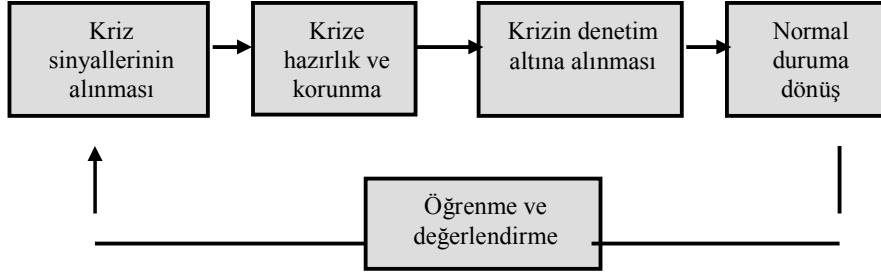 Kriz
sinyallerinin
alınması
Krize
hazırlık ve
korunma
Krizin denetim
altına alınması
Normal
duruma
dönüş
Öğrenme ve
değerlendirme